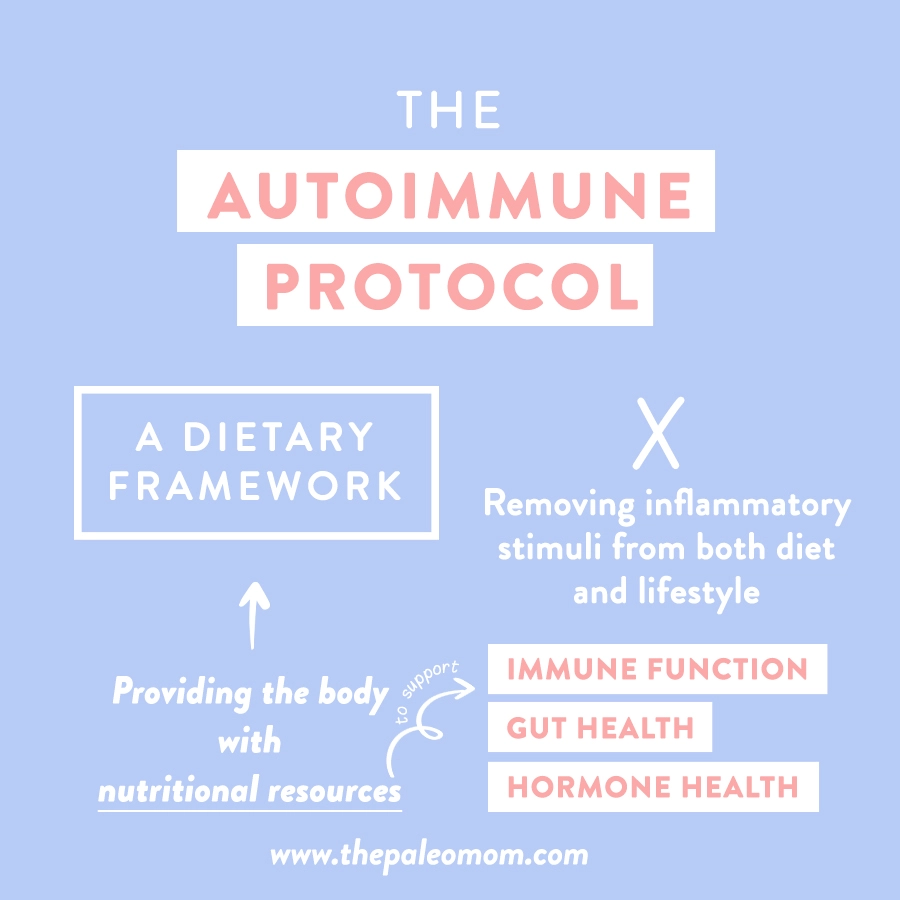 THE
AUTOIMMUNE
PROTOCOL
A DIETARY
FRAMEWORK
X
Removing inflammatory
stimuli from both diet
and lifestyle
Providing the body
with
nutritional resources
to support
IMMUNE FUNCTION
GUT HEALTH
HORMONE HEALTH
www.thepaleomom.com